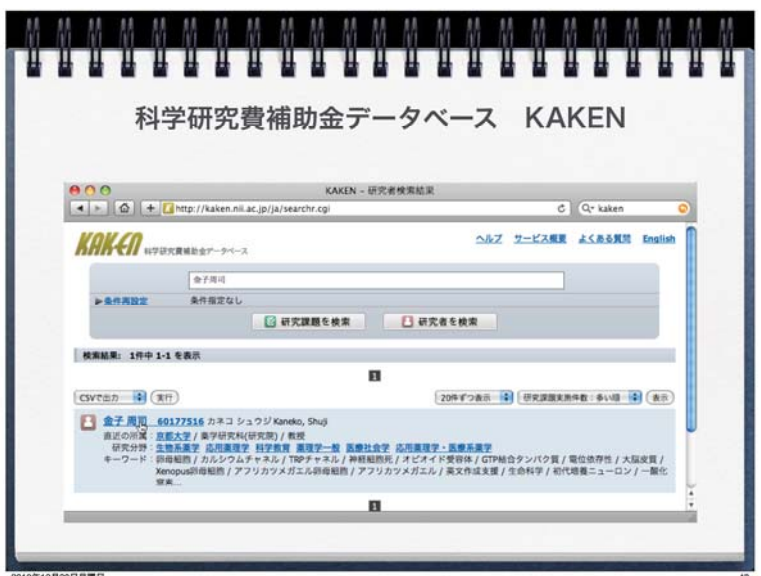 科学研究費補助金データベース　KAKEN
KAKEN – 研究者検索結果
http://kaken.nii.ac.jp/ja/searchr.cgi
kaken
KAKEN 科学研究費補助金データベース
ヘルプ サービス概要 よくある質問 English
金子周司
▶条件再設定 条件指定なし
研究課題を検索 研究者を検索
検索結果: 1件中 1-1 を表示
1
CSVで出力 実行 20件ずつ表示 研究課題実施件数:多い順 表示
金子 周司 60177516 カネコ シュウジ Kaneko, Shuji
直近の所属: 京都大学 / 薬学研究科(研究院) / 教授
研究分野: 生物系薬学 応用薬理学 科学教育 薬理学一般 医療社会学 応用薬理学・医療系薬学
キーワード: 卵母細胞 / カルシウムチャネル / TRPチャネル / 神経細胞死 / オピオイド受容体 / GTP結合タンパク質 / 電位依存性 / 大脳皮質 /
Xenopus卵母細胞 / アフリカツメガエル卵母細胞 / アフリカツメガエル / 英文作成支援 / 生命科学 / 初代培養ニューロン / 一酸化
窒素...
1